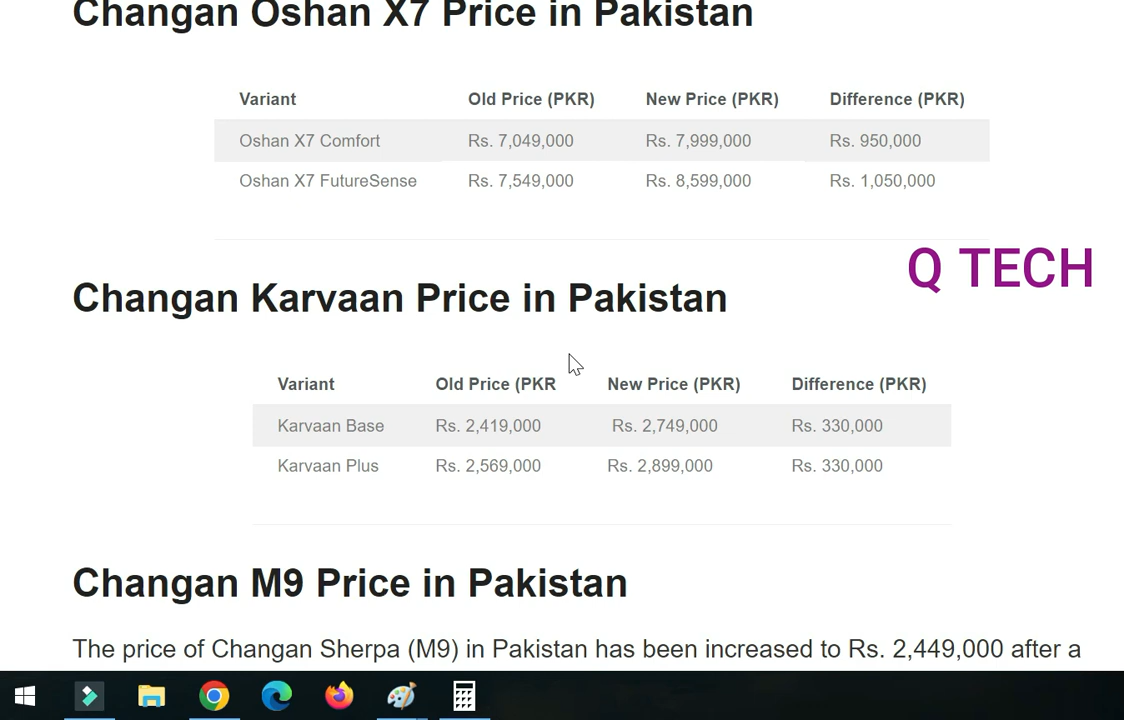 Changan Oshan X7 Price in Pakistan
Variant Old Price (PKR) New Price (PKR) Difference (PKR)
Oshan X7 Comfort Rs. 7,049,000 Rs. 7,999,000 Rs. 950,000
Oshan X7 FutureSense Rs. 7,549,000 Rs. 8,599,000 Rs. 1,050,000
Q TECH
Changan Karvaan Price in Pakistan
Variant Old Price (PKR New Price (PKR) Difference (PKR)
Karvaan Base Rs. 2,419,000 Rs. 2,749,000 Rs. 330,000
Karvaan Plus Rs. 2,569,000 Rs. 2,899,000 Rs. 330,000
Changan M9 Price in Pakistan
The price of Changan Sherpa (M9) in Pakistan has been increased to Rs. 2,449,000 after a